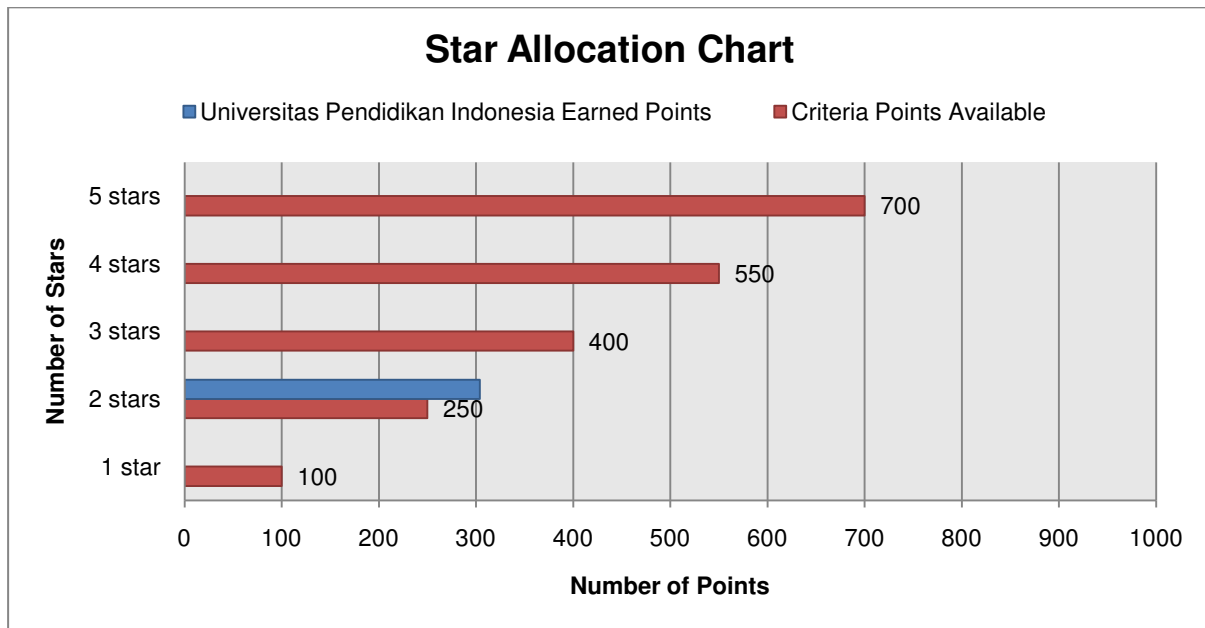 Star Allocation Chart
Universitas Pendidikan Indonesia Earned Points Criteria Points Available
Number of Stars
5 stars
700
4 stars
550
3 stars
400
2 stars
250
1 star
100
0 100 200 300 400 500 600 700 800 900 1000
Number of Points